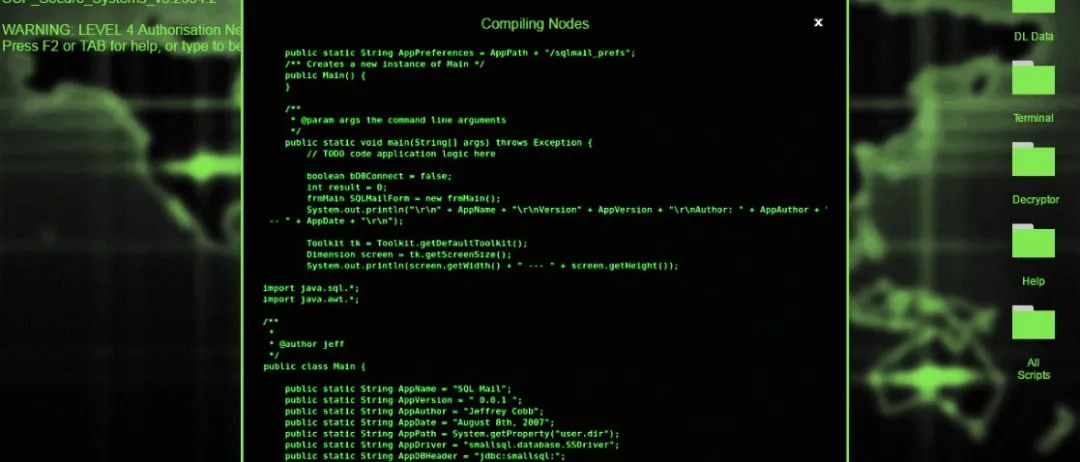 WARNING: LEVEL 4 Authorisation Ne
Press F2 or TAB for help, or type to be
Compiling Nodes
x
public static String AppPreferences = AppPath + "/sqlmail_prefs";
/** Creates a new instance of Main */
public Main() {
}
/**
* @param args the command line arguments
*/
public static void main(String[] args) throws Exception {
// TODO code application logic here
boolean bDBConnect = false;
int result = 0;
frmMain SQLMailForm = new frmMain();
System.out.println("\r\n" + AppName + "\r\nVersion" + AppVersion + "\r\nAuthor: " + AppAuthor + '
-- " + AppDate + "\r\n");
Toolkit tk = Toolkit.getDefaultToolkit();
Dimension screen = tk.getScreenSize();
System.out.println(screen.getWidth() + " --- " + screen.getHeight());
import java.sql.*;
import java.awt.*;
/**
*
* @author jeff
*/
public class Main {
public static String AppName = "SQL Mail";
public static String AppVersion = " 0.0.1 ";
public static String AppAuthor = "Jeffrey Cobb";
public static String AppDate = "August 8th, 2007";
public static String AppPath = System.getProperty("user.dir");
public static String AppDriver = "smallsql.database.SSDriver";
public static String AppDBHeader = "jdbc:smallsql:";
DL Data
Terminal
Decryptor
Help
All
Scripts